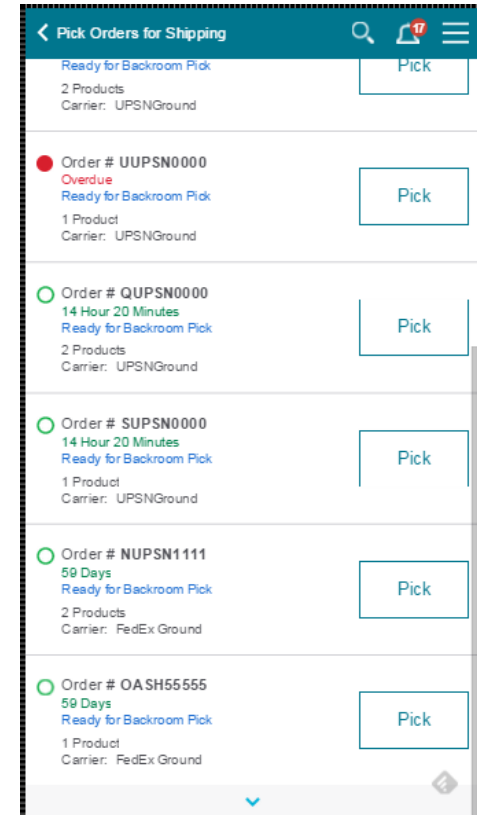 Pick Orders for Shipping
17
Ready for Backroom Pick
2 Products
Carrier: UPSNGround
Pick
Order # UUPSN0000
Overdue
Ready for Backroom Pick
1 Product
Carrier: UPSNGround
Pick
Order # QUPSN0000
14 Hour 20 Minutes
Ready for Backroom Pick
2 Products
Carrier: UPSNGround
Pick
Order # SUPSN0000
14 Hour 20 Minutes
Ready for Backroom Pick
1 Product
Carrier: UPSNGround
Pick
Order # NUPSN1111
59 Days
Ready for Backroom Pick
2 Products
Carrier: FedEx Ground
Pick
Order # OASH55555
59 Days
Ready for Backroom Pick
1 Product
Carrier: FedEx Ground
Pick